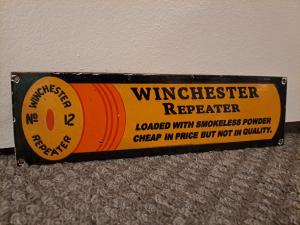 WINCHESTER
No 12
REPEATER
WINCHESTER
REPEATER
LOADED WITH SMOKELESS POWDER
CHEAP IN PRICE BUT NOT IN QUALITY.